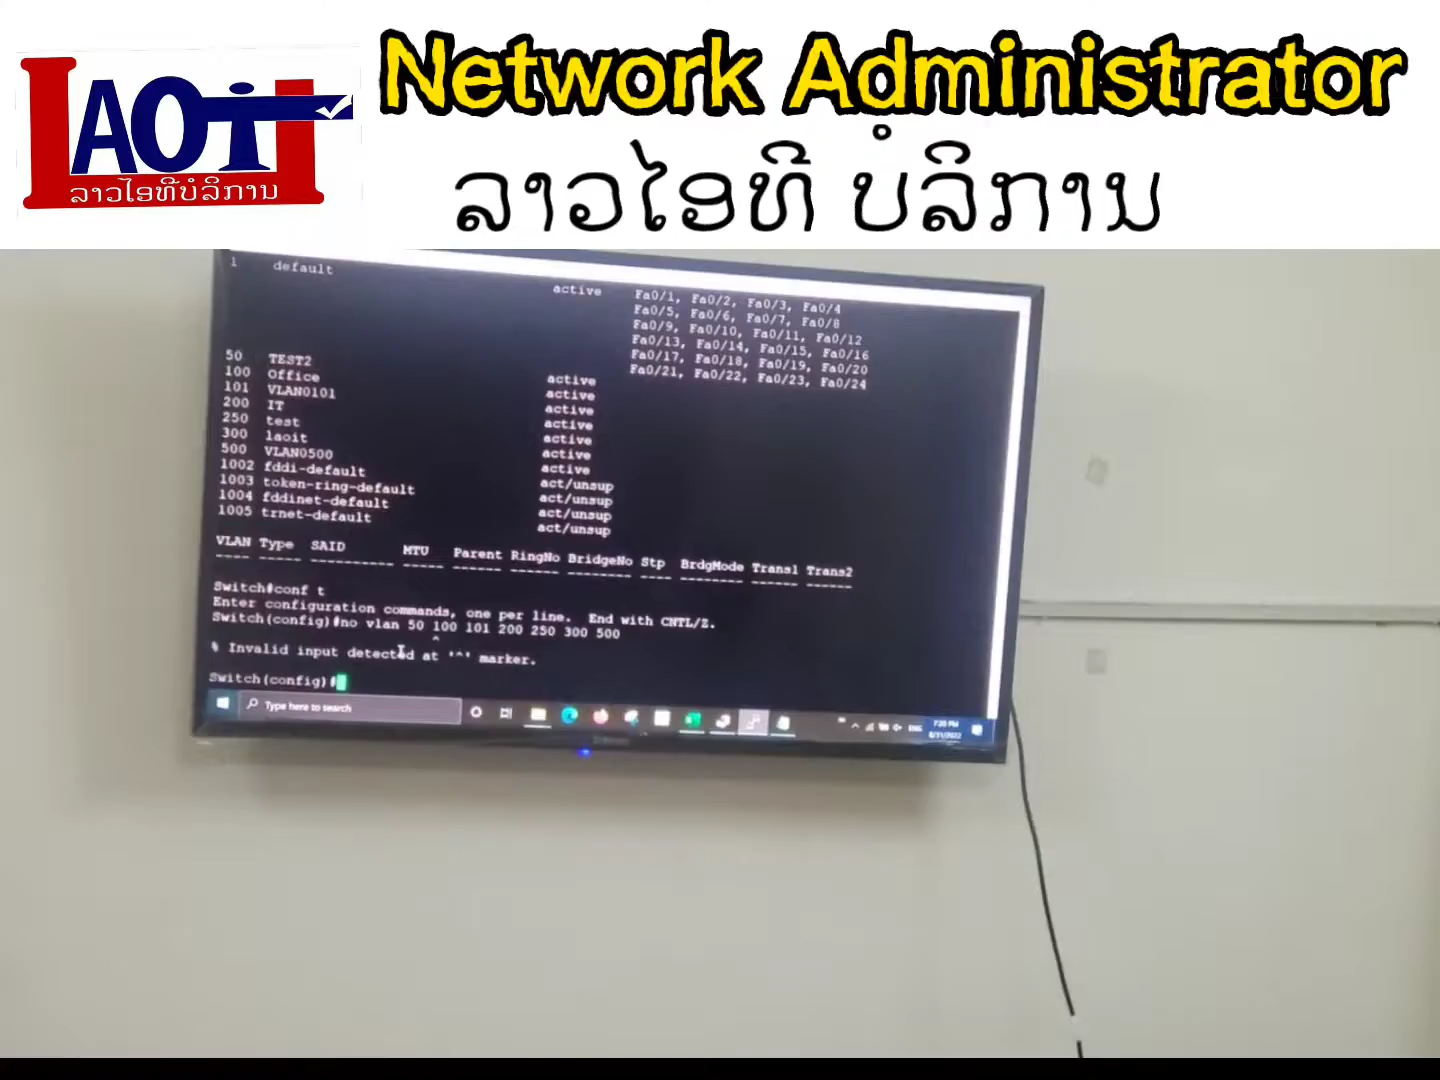 LAOIT
ລາວໄອທີບໍລິການ
Network Administrator
ລາວໄອທີ ບໍລິການ
1 default active Fa0/1, Fa0/2, Fa0/3, Fa0/4
Fa0/5, Fa0/6, Fa0/7, Fa0/8
Fa0/9, Fa0/10, Fa0/11, Fa0/12
Fa0/13, Fa0/14, Fa0/15, Fa0/16
Fa0/17, Fa0/18, Fa0/19, Fa0/20
Fa0/21, Fa0/22, Fa0/23, Fa0/24
50 TEST2 active
100 Office active
101 VLAN0101 active
200 IT active
250 test active
300 laoit active
500 VLAN0500 active
1002 fddi-default act/unsup
1003 token-ring-default act/unsup
1004 fddinet-default act/unsup
1005 trnet-default act/unsup
VLAN Type SAID MTU Parent RingNo BridgeNo Stp BrdgMode Trans1 Trans2
---- ----- ---------- ----- ------ ------ -------- ---- -------- ------ ------
Switch#conf t
Enter configuration commands, one per line. End with CNTL/Z.
Switch(config)#no vlan 50 100 101 200 250 300 500
^
% Invalid input detected at '^' marker.
Switch(config)#
Type here to search
ENG
7:20 PM
8/31/2022